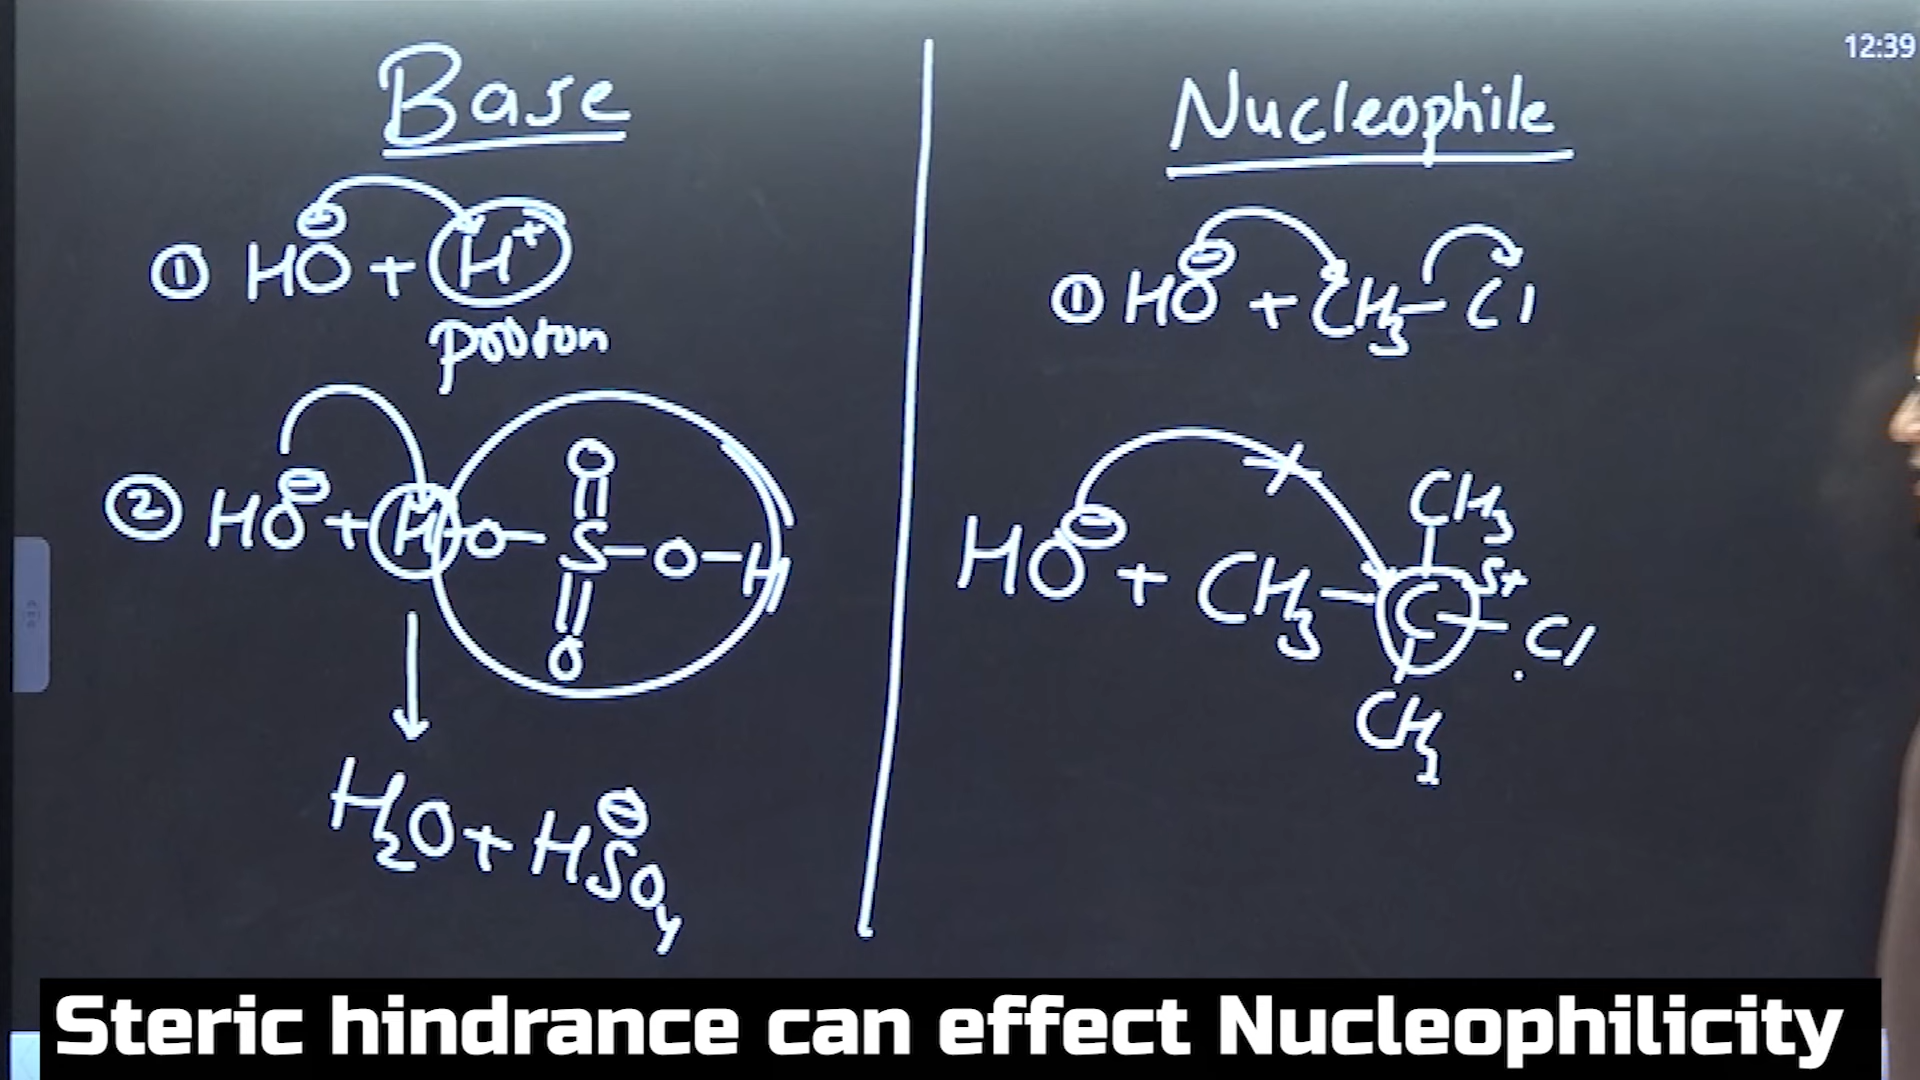 12:39
Base
① HO⊖ + H⁺
proton
② HO⊖ + H-O-S-O-H
O
O
H₂O + HSO₄⊖
Nucleophile
① HO⊖ + CH₃-Cl
HO⊖ + CH₃-C-Cl
CH₃
δ+
CH₃
Steric hindrance can effect Nucleophilicity